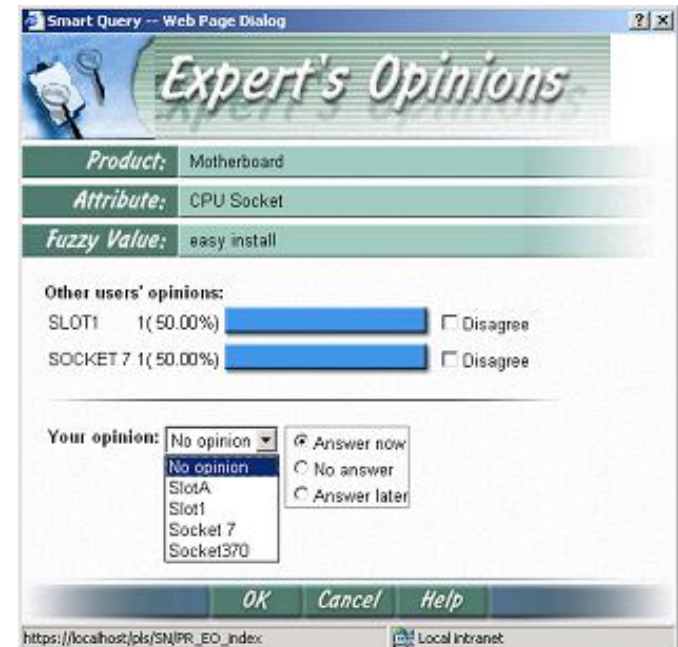 Smart Query -- Web Page Dialog
Expert's Opinions
Product: Motherboard
Attribute: CPU Socket
Fuzzy Value: easy install
Other users' opinions:
SLOT1 1( 50.00%) Disagree
SOCKET 7 1( 50.00%) Disagree
Your opinion: No opinion Answer now
No opinion No answer
SlotA Answer later
Slot1
Socket 7
Socket370
OK Cancel Help
https://localhost/pls/SN/PR_EO_index Local intranet